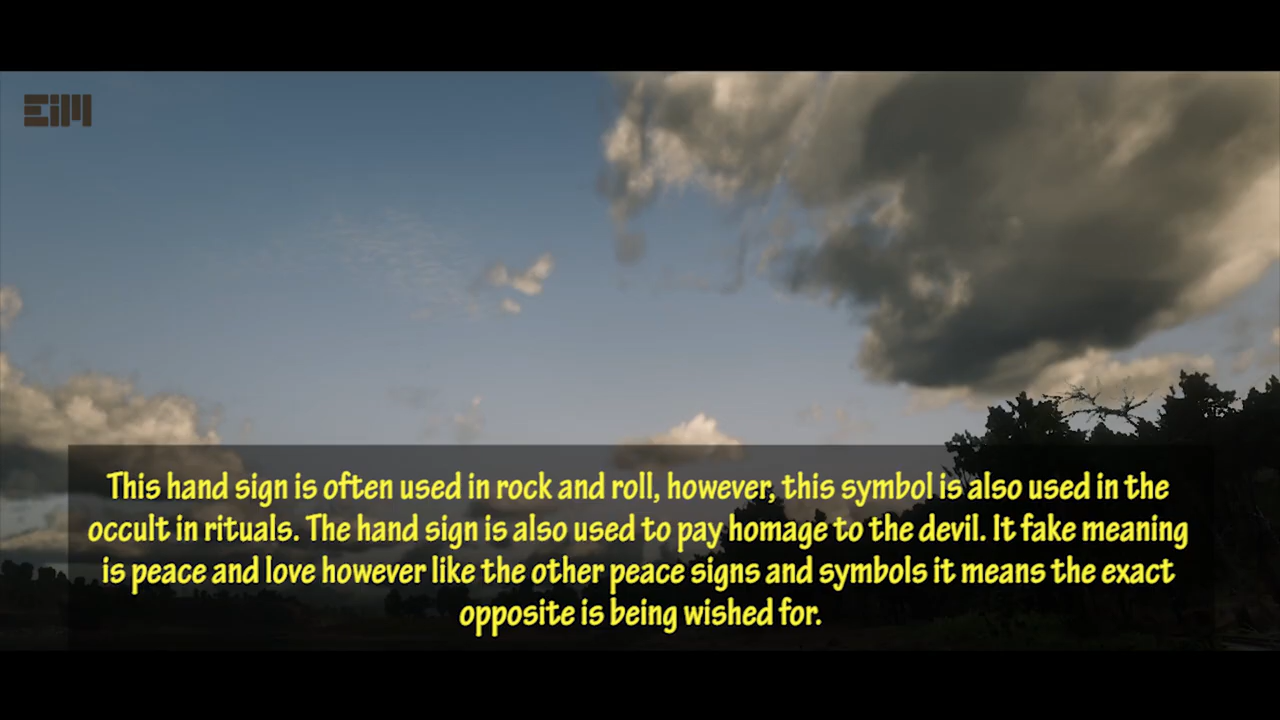 EiM
This hand sign is often used in rock and roll, however, this symbol is also used in the
occult in rituals. The hand sign is also used to pay homage to the devil. It fake meaning
is peace and love however like the other peace signs and symbols it means the exact
opposite is being wished for.